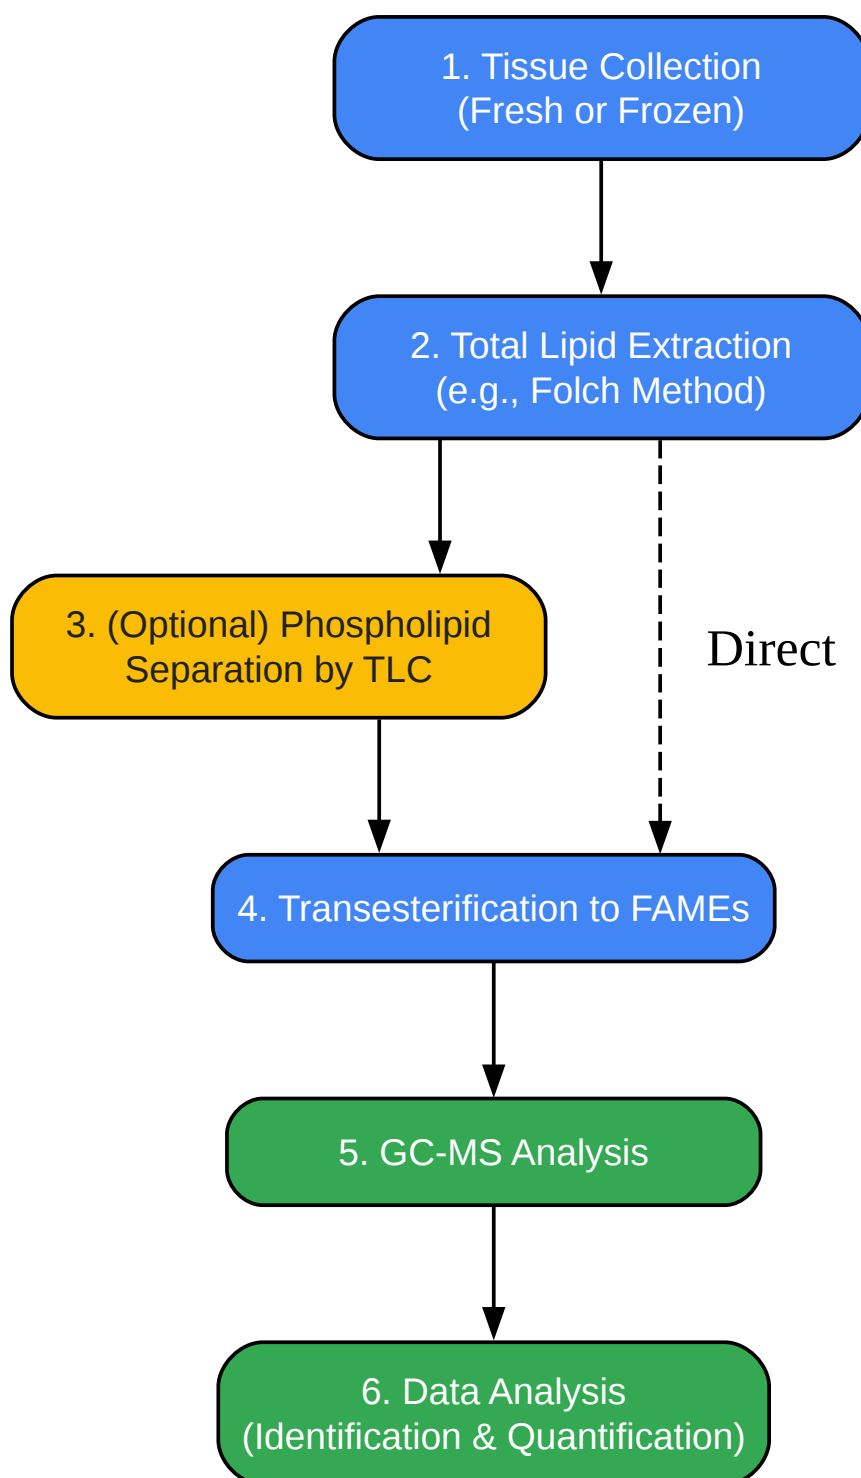 1. Tissue Collection
(Fresh or Frozen)
2. Total Lipid Extraction
(e.g., Folch Method)
3. (Optional) Phospholipid
Separation by TLC
Direct
4. Transesterification to FAMEs
5. GC-MS Analysis
6. Data Analysis
(Identification & Quantification)